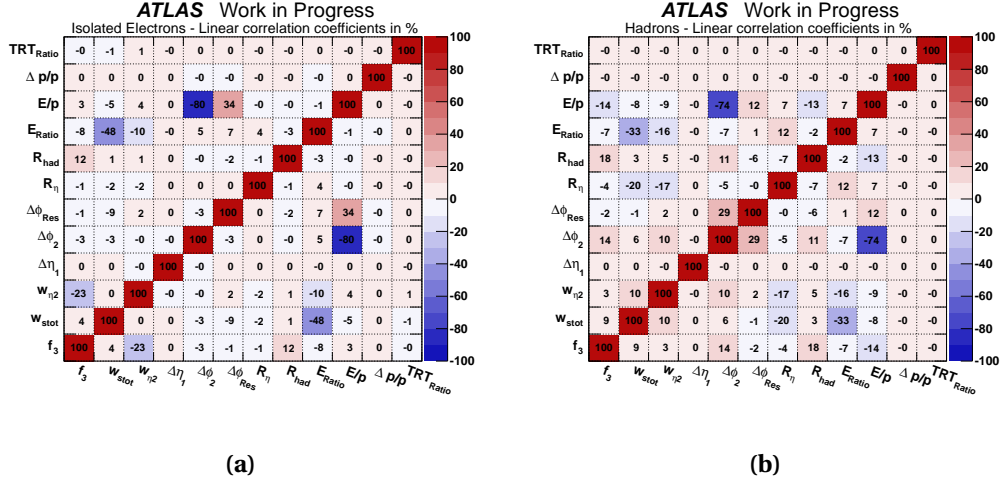 ATLAS Work in Progress
Isolated Electrons - Linear correlation coefficients in %
TRT_Ratio -0 -1 1 -0 0 -0 -0 -0 -0 -0 -0 100
Δ p/p 0 0 0 0 -0 -0 0 0 -0 -0 100 -0
E/p 3 -5 4 0 -80 34 -0 -0 -1 100 -0 -0
E_Ratio -8 -48 -10 -0 5 7 4 -3 100 -1 -0 -0
R_had 12 1 1 0 -0 -2 -1 100 -3 -0 0 -0
R_η -1 -2 -2 0 0 0 100 -1 4 -0 0 -0
Δφ_Res -1 -9 2 0 -3 100 0 -2 7 34 -0 -0
Δφ_2 -3 -3 -0 -0 100 -3 0 -0 5 -80 -0 0
Δη_1 0 0 -0 100 -0 0 0 0 -0 0 0 -0
w_η2 -23 0 100 -0 -0 2 -2 1 -10 4 0 1
w_stot 4 100 0 0 -3 -9 -2 1 -48 -5 0 -1
f_3 100 4 -23 0 -3 -1 -1 12 -8 3 0 -0
f_3 w_stot w_η2 Δη_1 Δφ_2 Δφ_Res R_η R_had E_Ratio E/p Δ p/p TRT_Ratio
100
80
60
40
20
0
-20
-40
-60
-80
-100
(a)
ATLAS Work in Progress
Hadrons - Linear correlation coefficients in %
TRT_Ratio -0 -0 -0 -0 -0 -0 -0 -0 -0 -0 -0 100
Δ p/p -0 -0 -0 0 -0 -0 -0 -0 -0 -0 100 -0
E/p -14 -8 -9 -0 -74 12 7 -13 7 100 -0 -0
E_Ratio -7 -33 -16 -0 -7 1 12 -2 100 7 -0 -0
R_had 18 3 5 0 11 -6 -7 100 -2 -13 -0 -0
R_η -4 -20 -17 0 -5 -0 100 -7 12 7 -0 -0
Δφ_Res -2 -1 2 0 29 100 -0 -6 1 12 -0 -0
Δφ_2 14 6 10 0 100 29 -5 11 -7 -74 -0 -0
Δη_1 0 0 0 100 0 0 0 0 -0 -0 0 -0
w_η2 3 10 100 0 10 2 -17 5 -16 -9 -0 -0
w_stot 9 100 10 0 6 -1 -20 3 -33 -8 -0 -0
f_3 100 9 3 0 14 -2 -4 18 -7 -14 -0 -0
f_3 w_stot w_η2 Δη_1 Δφ_2 Δφ_Res R_η R_had E_Ratio E/p Δ p/p TRT_Ratio
100
80
60
40
20
0
-20
-40
-60
-80
-100
(b)